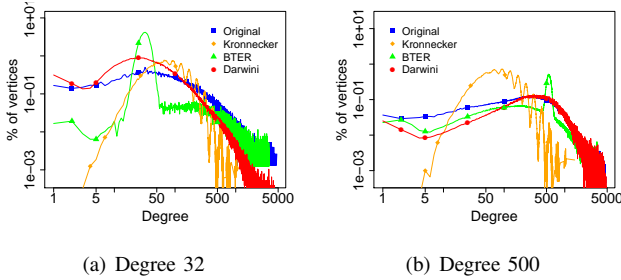 % of vertices
1e+01
1e-01
1e-03
Original
Kronnecker
BTER
Darwini
1 5 50 500 5000
Degree
(a) Degree 32
% of vertices
1e+01
1e-01
1e-03
Original
Kronnecker
BTER
Darwini
1 5 50 500 5000
Degree
(b) Degree 500